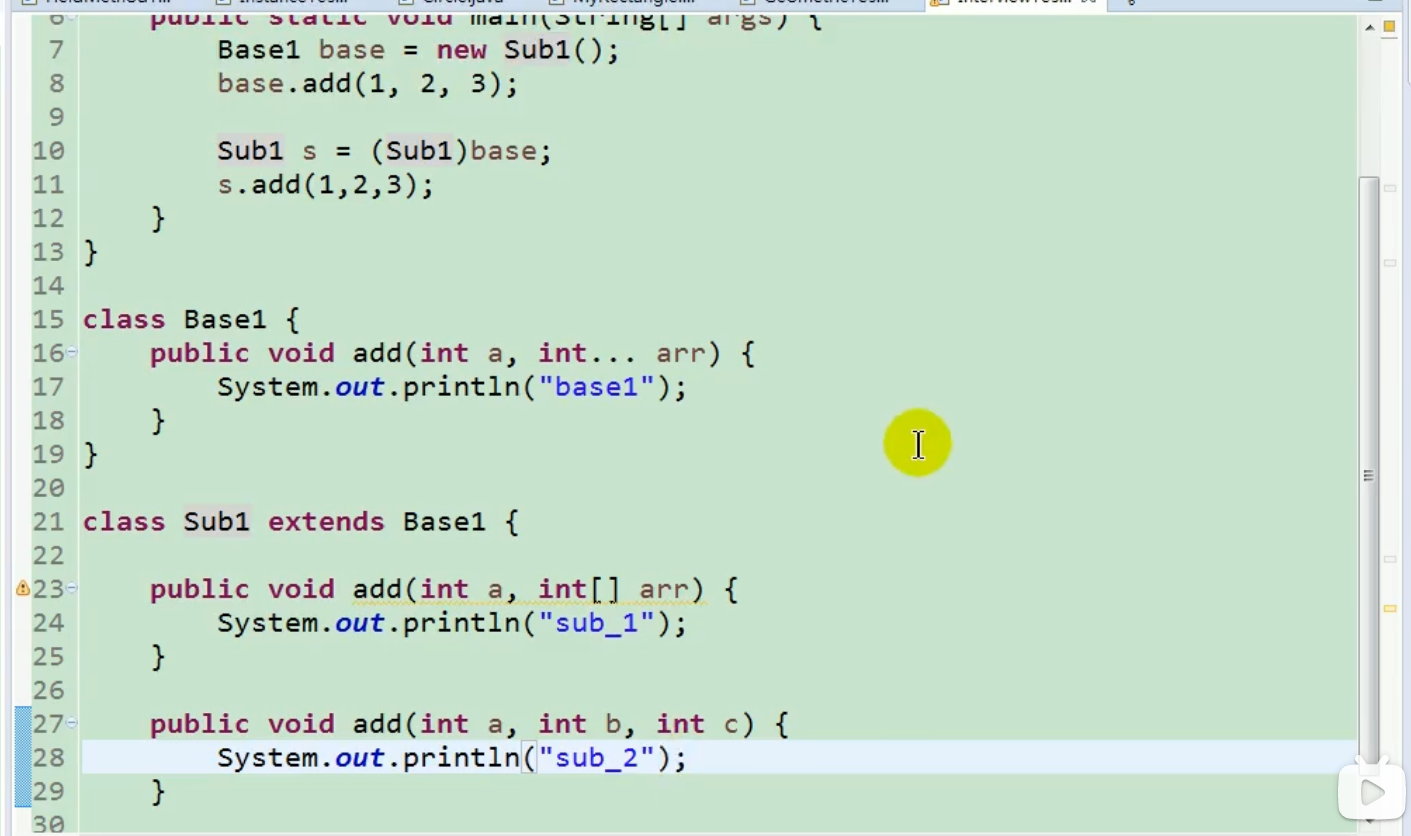 public static void main(String[] args) {
7 Base1 base = new Sub1();
8 base.add(1, 2, 3);
9
10 Sub1 s = (Sub1)base;
11 s.add(1,2,3);
12 }
13 }
14
15 class Base1 {
16 public void add(int a, int... arr) {
17 System.out.println("base1");
18 }
19 }
20
21 class Sub1 extends Base1 {
22
23 public void add(int a, int[] arr) {
24 System.out.println("sub_1");
25 }
26
27 public void add(int a, int b, int c) {
28 System.out.println("sub_2");
29 }
30